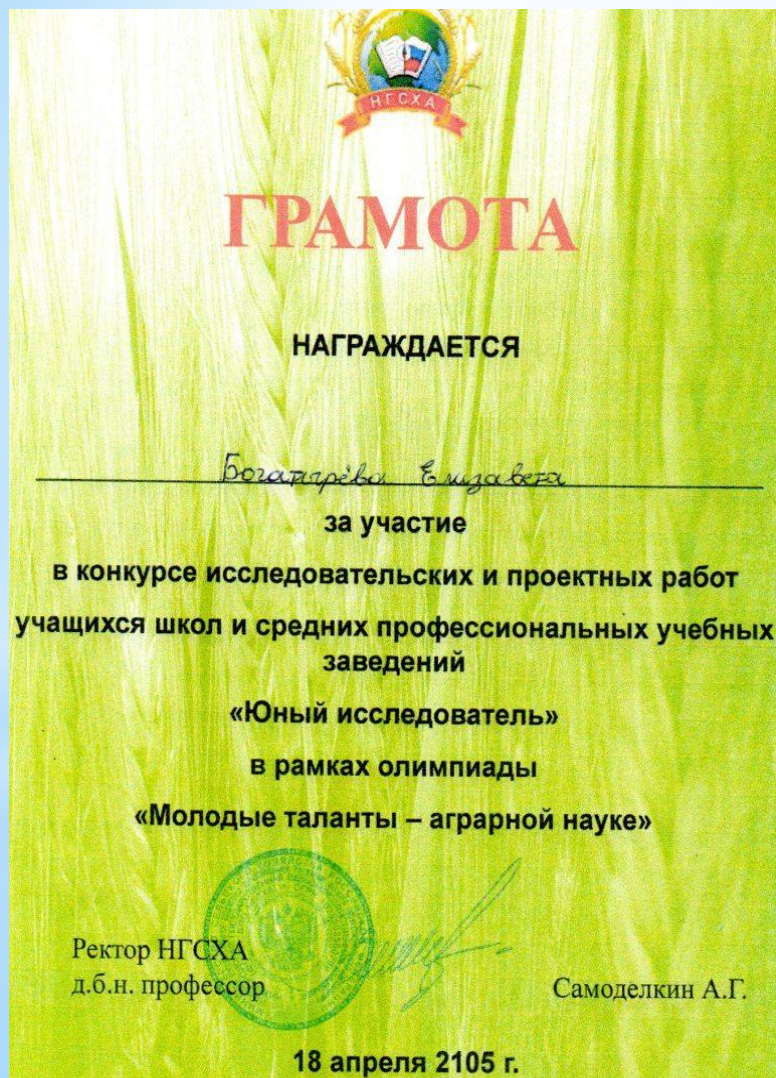 НГСХА
ГРАМОТА
НАГРАЖДАЕТСЯ
Богатырёва Елизавета
за участие
в конкурсе исследовательских и проектных работ
учащихся школ и средних профессиональных учебных
заведений
«Юный исследователь»
в рамках олимпиады
«Молодые таланты – аграрной науке»
Ректор НГСХА
д.б.н. профессор
Самоделкин А.Г.
18 апреля 2105 г.